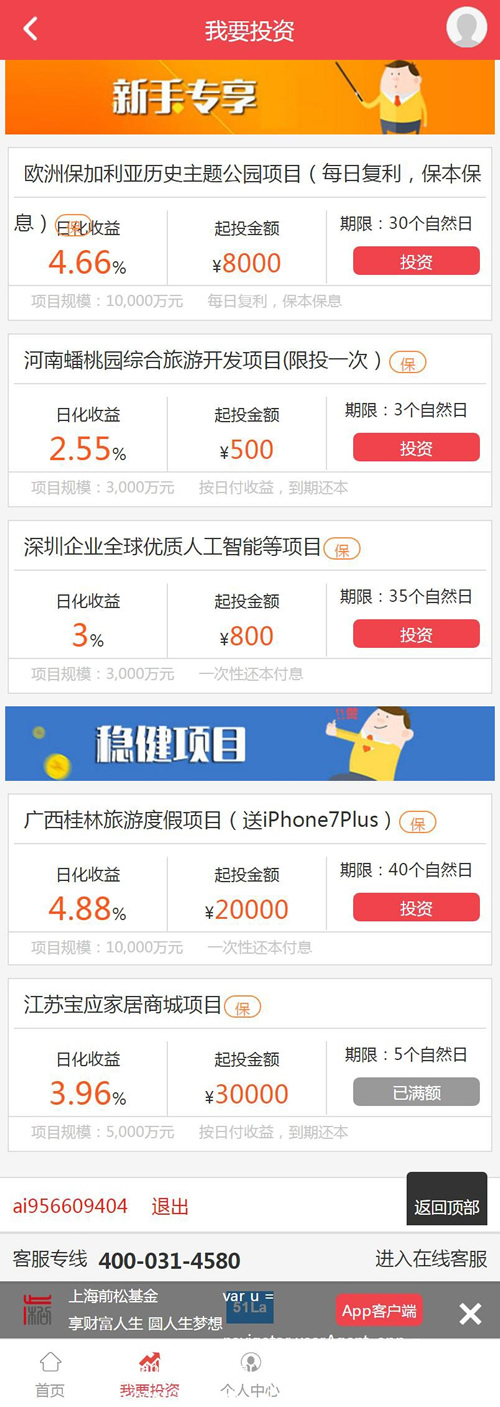 我要投资
新手专享
欧洲保加利亚历史主题公园项目（每日复利，保本保
息）保
日化收益 起投金额 期限：30个自然日
4.66% ¥8000 投资
项目规模：10,000万元 每日复利，保本保息
河南蟠桃园综合旅游开发项目(限投一次）保
日化收益 起投金额 期限：3个自然日
2.55% ¥500 投资
项目规模：3,000万元 按日付收益，到期还本
深圳企业全球优质人工智能等项目 保
日化收益 起投金额 期限：35个自然日
3% ¥800 投资
项目规模：3,000万元 一次性还本付息
稳健项目
广西桂林旅游度假项目（送iPhone7Plus）保
日化收益 起投金额 期限：40个自然日
4.88% ¥20000 投资
项目规模：10,000万元 一次性还本付息
江苏宝应家居商城项目 保
日化收益 起投金额 期限：5个自然日
3.96% ¥30000 已满额
项目规模：5,000万元 按日付收益，到期还本
ai956609404 退出 返回顶部
客服专线 400-031-4580 进入在线客服
上海前松基金 var u =
享财富人生 圆人生梦想 51La App客户端
首页 我要投资 个人中心